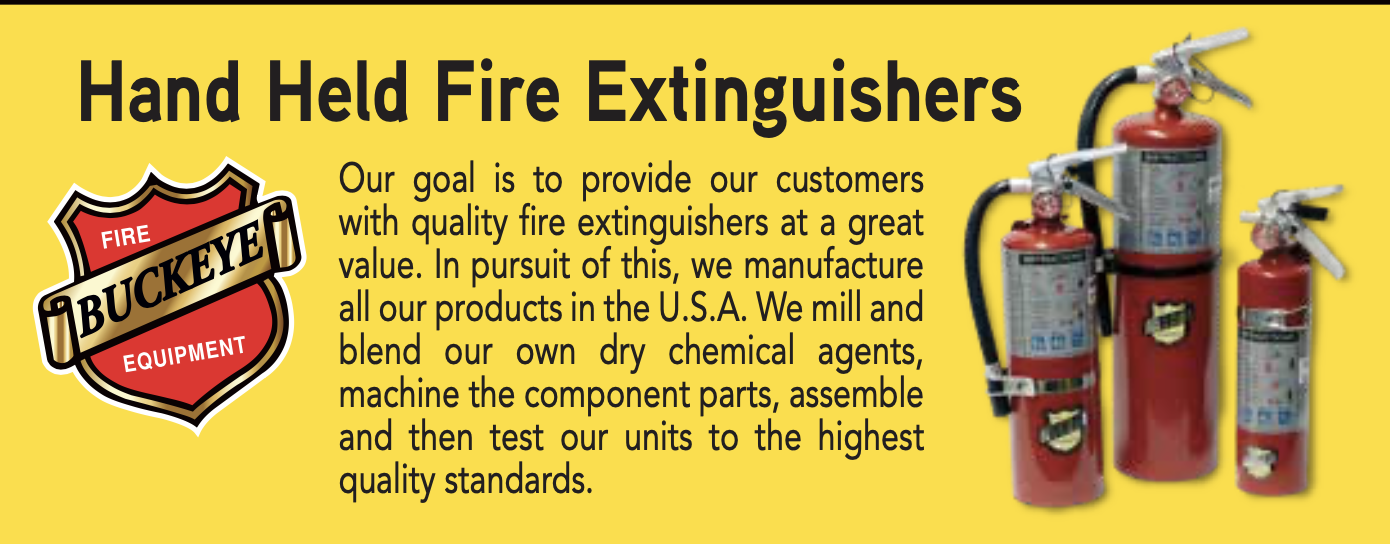 Hand Held Fire Extinguishers
FIRE
BUCKEYE
EQUIPMENT
Our goal is to provide our customers
with quality fire extinguishers at a great
value. In pursuit of this, we manufacture
all our products in the U.S.A. We mill and
blend our own dry chemical agents,
machine the component parts, assemble
and then test our units to the highest
quality standards.